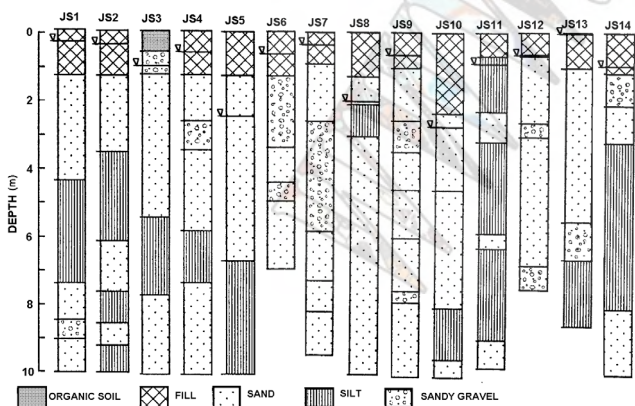 JS1 JS2 JS3 JS4 JS5 JS6 JS7 JS8 JS9 JS10 JS11 JS12 JS13 JS14
0
2
4
6
8
10
DEPTH (m)
ORGANIC SOIL FILL SAND SILT SANDY GRAVEL